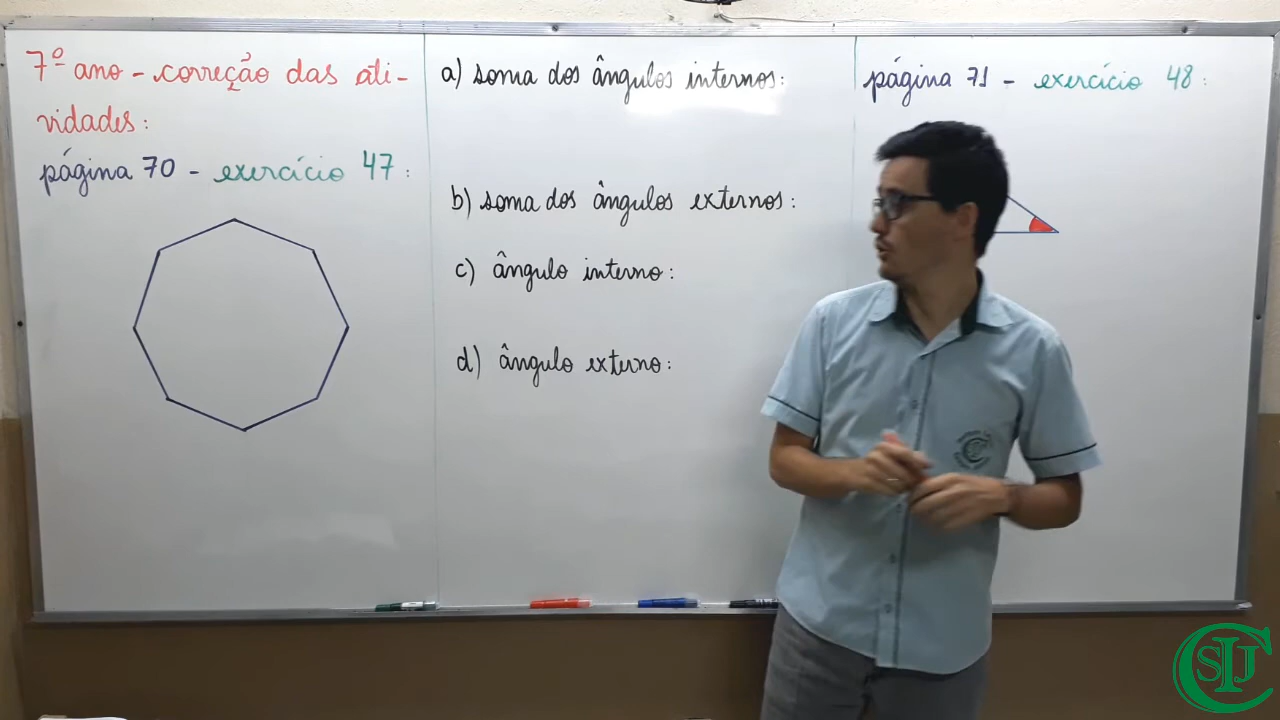 7º ano - correção das ati-
vidades:
página 70 - exercício 47:
a) soma dos ângulos internos:
b) soma dos ângulos externos:
c) ângulo interno:
d) ângulo externo:
página 71 - exercício 48:
CSIJ